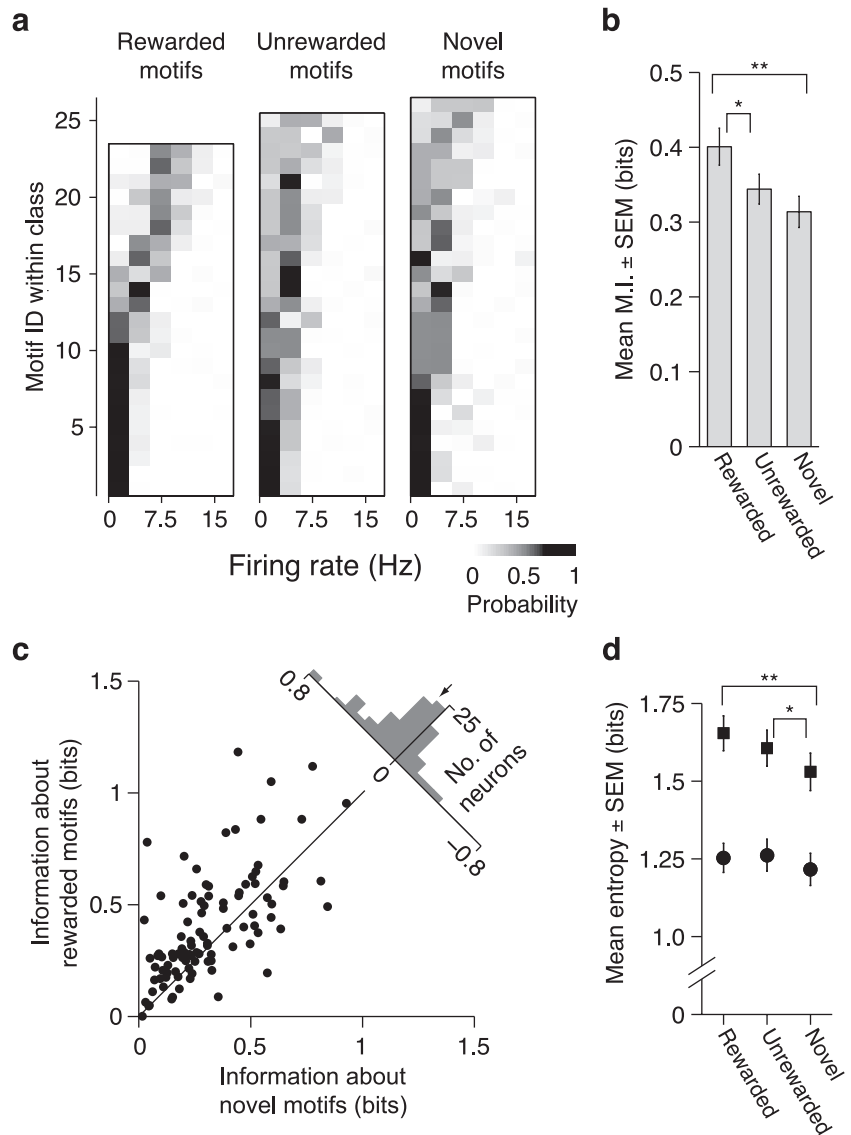 a
Rewarded motifs
Unrewarded motifs
Novel motifs
Motif ID within class
25
20
15
10
5
0 7.5 15
0 7.5 15
0 7.5 15
Firing rate (Hz)
0 0.5 1
Probability
b
**
*
Mean M.I. ± SEM (bits)
0.5
0.4
0.3
0.2
0.1
0
Rewarded
Unrewarded
Novel
c
Information about
rewarded motifs (bits)
1.5
1
0.5
0
0 0.5 1 1.5
Information about
novel motifs (bits)
0.8
0
–0.8
25
No. of
neurons
d
**
*
Mean entropy ± SEM (bits)
1.75
1.5
1.25
1.0
0
Rewarded
Unrewarded
Novel